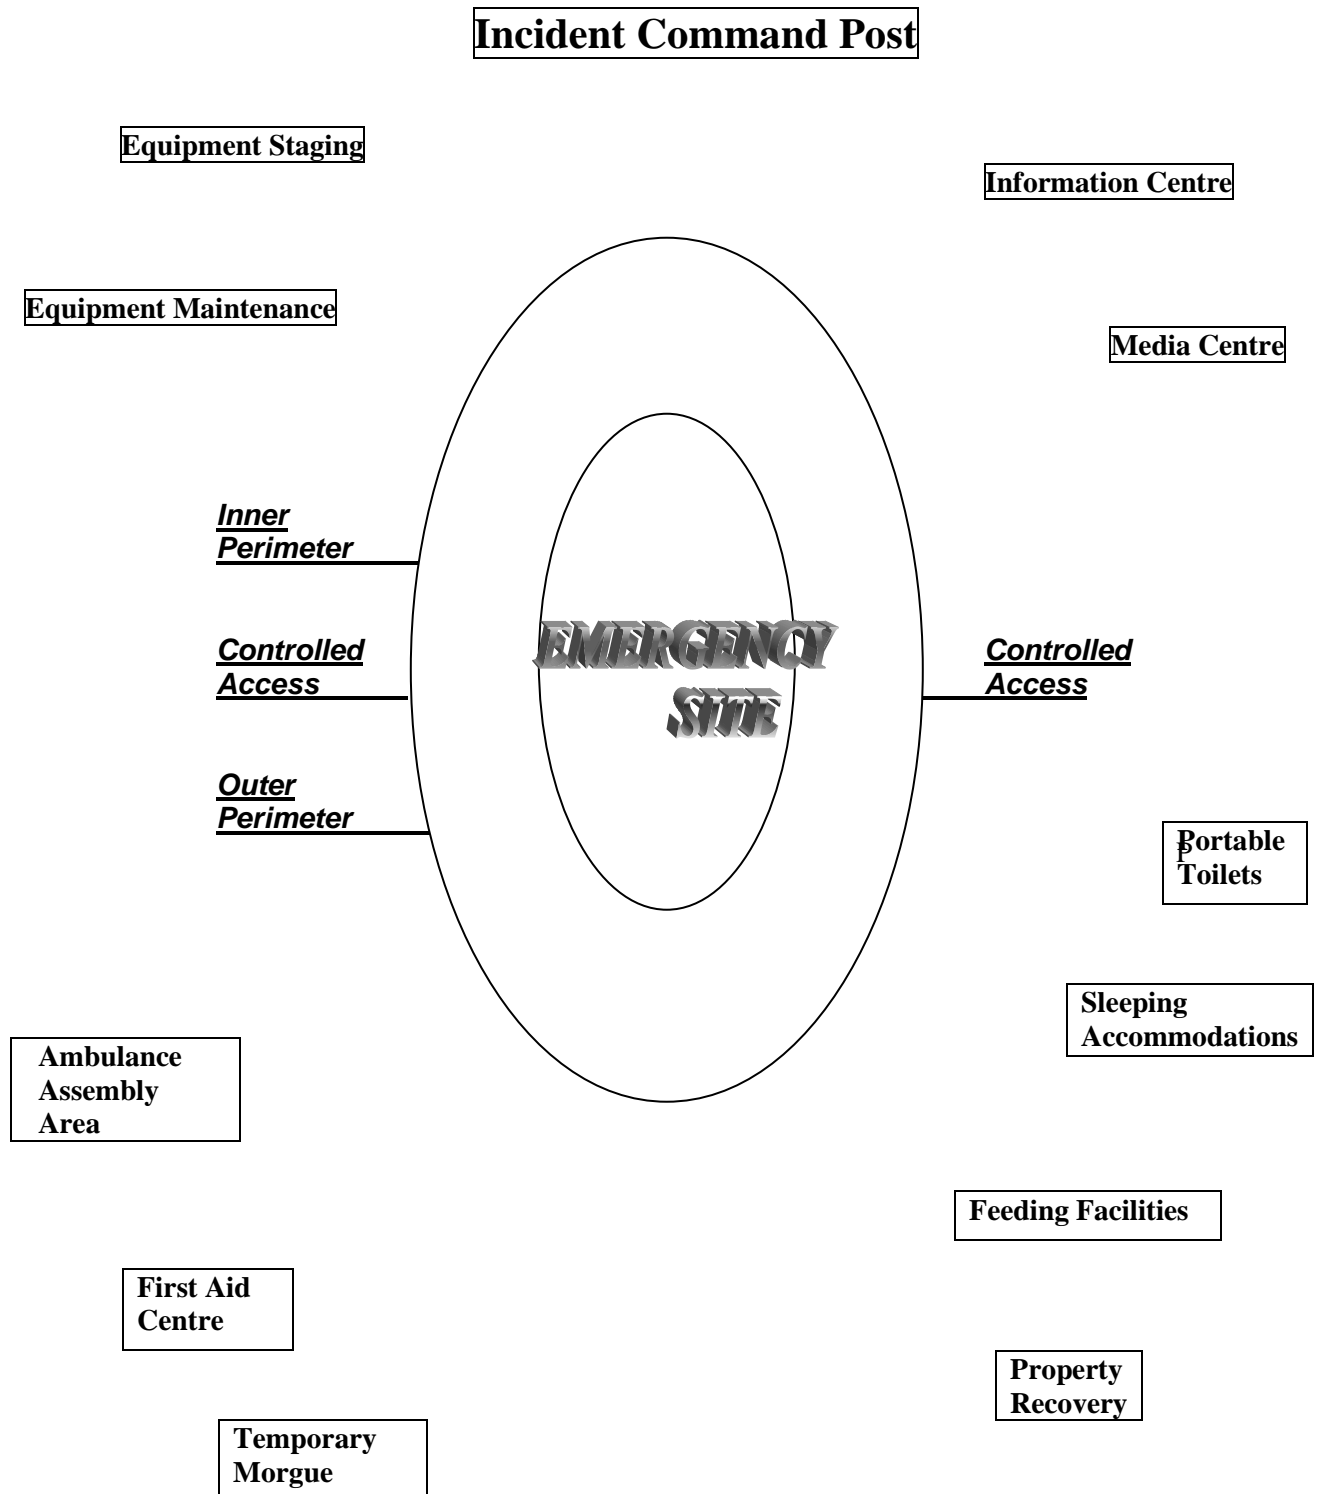 Incident Command Post
Equipment Staging
Information Centre
Equipment Maintenance
Media Centre
Inner
Perimeter
Controlled
Access
EMERGENCY
SITE
Controlled
Access
Outer
Perimeter
Portable
P
Toilets
Sleeping
Accommodations
Ambulance
Assembly
Area
Feeding Facilities
First Aid
Centre
Property
Recovery
Temporary
Morgue